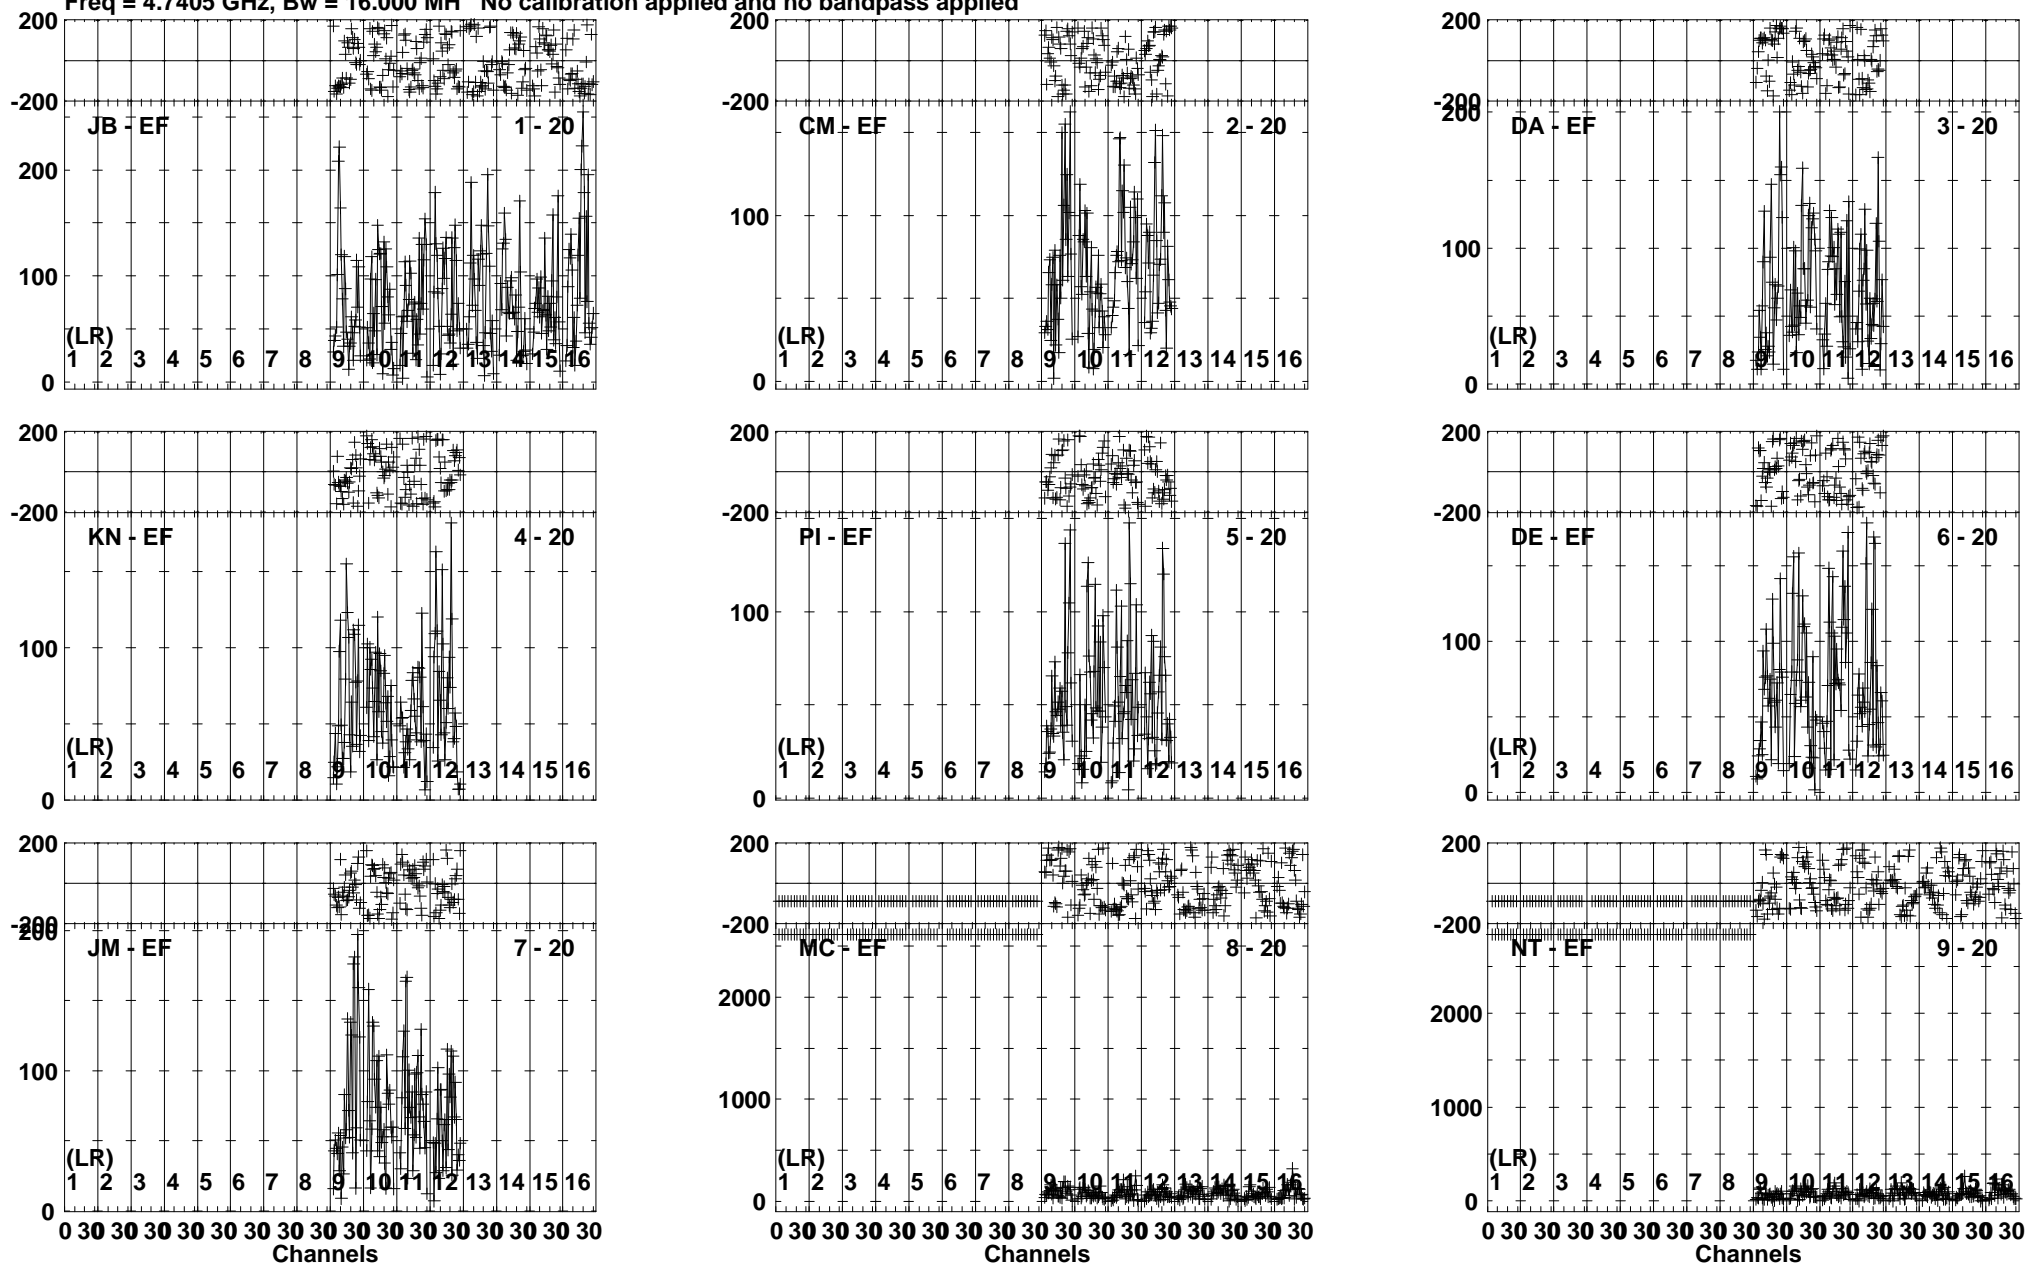 Freq = 4.7405 GHz, Bw = 16.000 MH No calibration applied and no bandpass applied
200 200 200
-200 -200 -200
JB - EF 1 - 20 CM - EF 2 - 20 200 DA - EF 3 - 20
200
100 100 100
(LR) (LR) (LR)
1 2 3 4 5 6 7 8 9 10 11 12 13 14 15 16 1 2 3 4 5 6 7 8 9 10 11 12 13 14 15 16 1 2 3 4 5 6 7 8 9 10 11 12 13 14 15 16
0 0 0
200 200 200
-200 -200 -200
KN - EF 4 - 20 PI - EF 5 - 20 DE - EF 6 - 20
100 100 100
(LR) (LR) (LR)
1 2 3 4 5 6 7 8 9 10 11 12 13 14 15 16 1 2 3 4 5 6 7 8 9 10 11 12 13 14 15 16 1 2 3 4 5 6 7 8 9 10 11 12 13 14 15 16
0 0 0
200 200 200
-200 -200 -200
200 JM - EF 7 - 20 MC - EF 8 - 20 NT - EF 9 - 20
2000 2000
100 1000 1000
(LR) (LR) (LR)
1 2 3 4 5 6 7 8 9 10 11 12 13 14 15 16 1 2 3 4 5 6 7 8 9 10 11 12 13 14 15 16 1 2 3 4 5 6 7 8 9 10 11 12 13 14 15 16
0 0 0
0 30 30 30 30 30 30 30 30 30 30 30 30 30 30 30 30 0 30 30 30 30 30 30 30 30 30 30 30 30 30 30 30 30 0 30 30 30 30 30 30 30 30 30 30 30 30 30 30 30 30
Channels Channels Channels